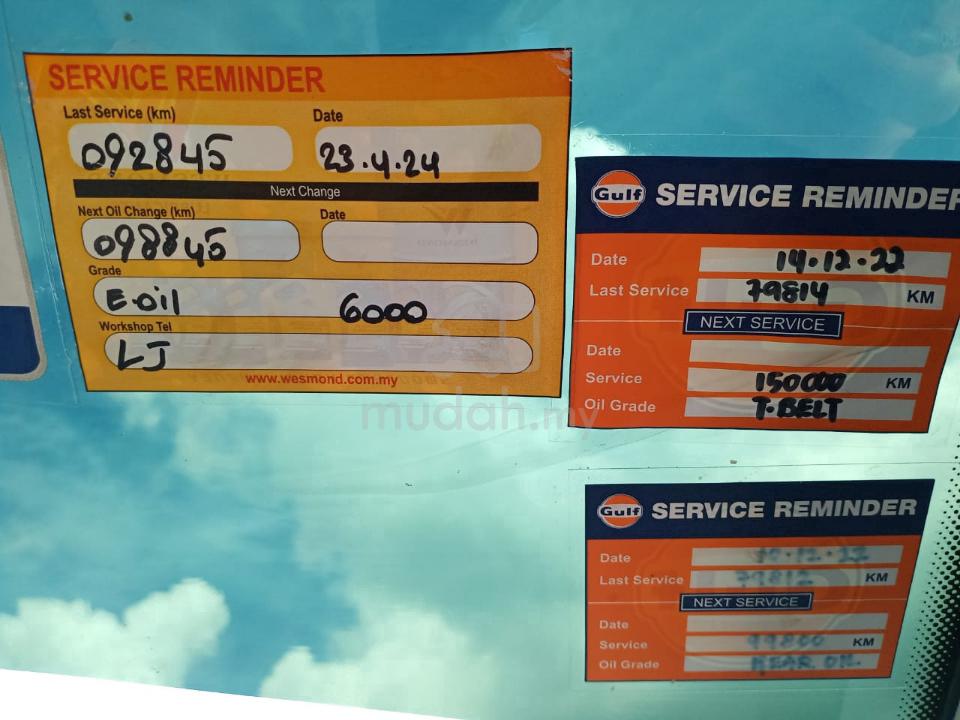 SERVICE REMINDER
Last Service (km) Date
092845 23.4.24
Next Change
Next Oil Change (km) Date
098845
Grade
E.oil 6000
Workshop Tel
LJ
www.wesmond.com.my
mudah.my
Gulf SERVICE REMINDER
Date 14.12.22
Last Service 79814 KM
NEXT SERVICE
Date
Service 150000 KM
Oil Grade T.BELT
Gulf SERVICE REMINDER
Date
Last Service 79812 KM
NEXT SERVICE
Date
Service 99800 KM
Oil Grade